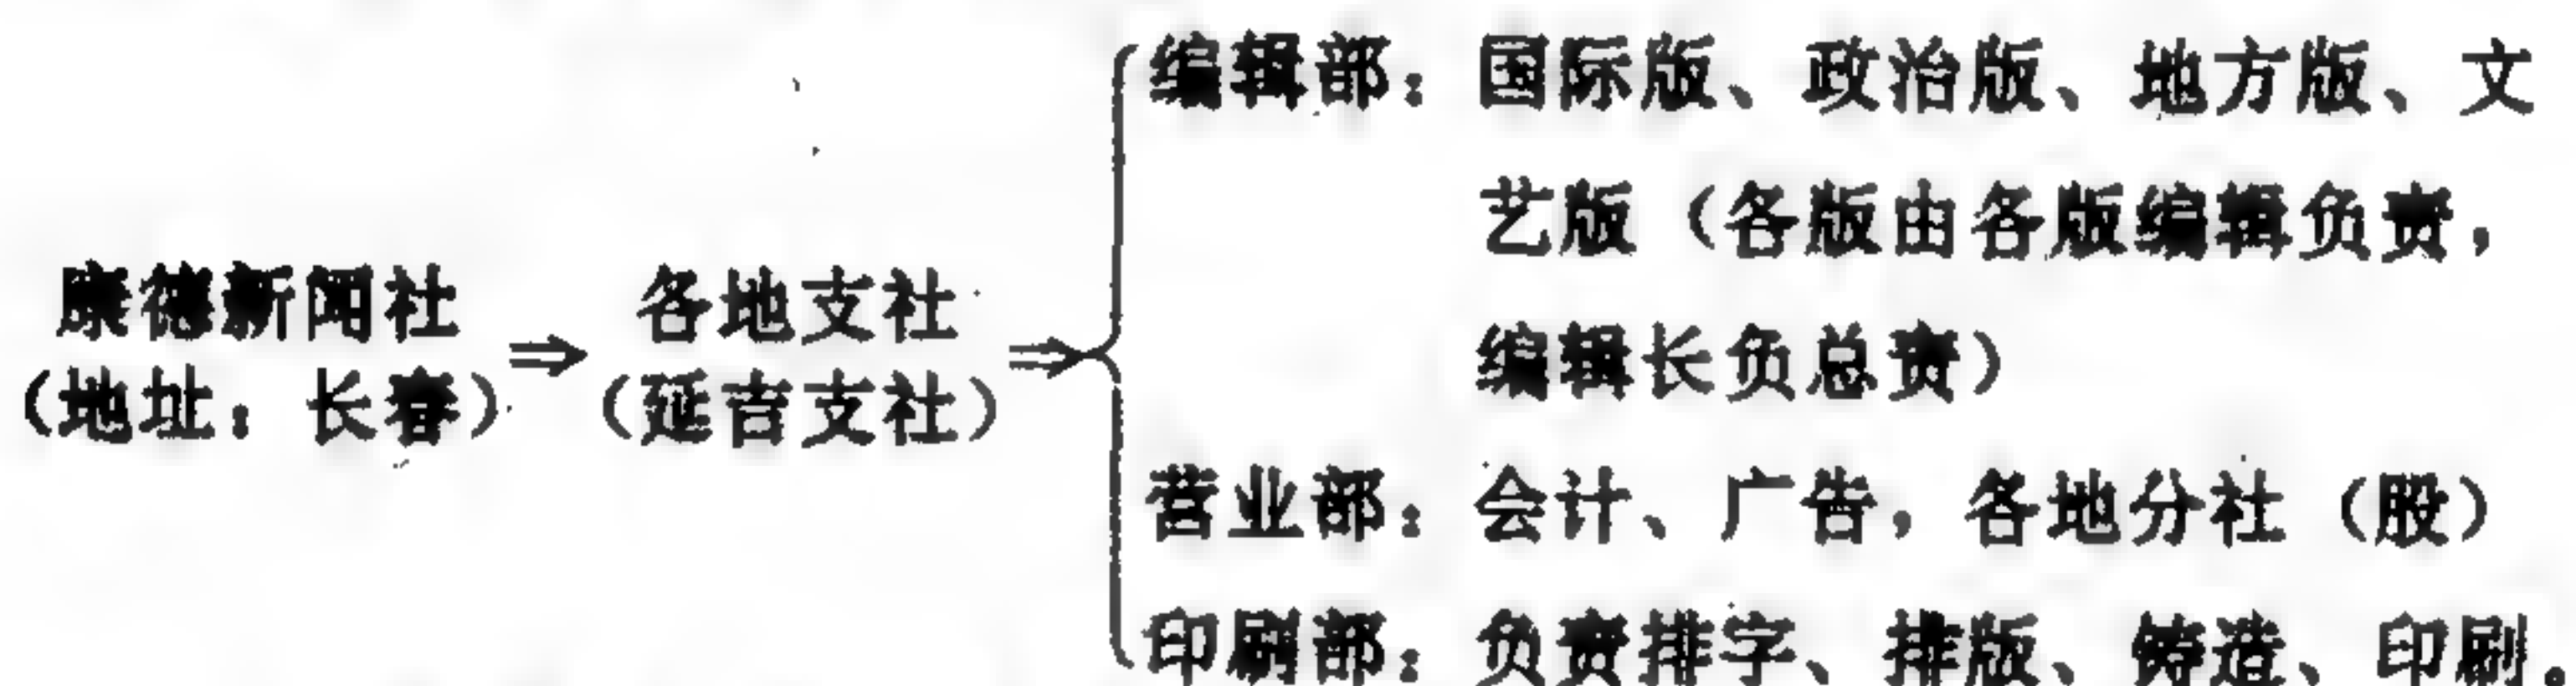 康德新闻社
（地址：长春）
⇒
各地支社
（延吉支社）
⇒
编辑部：国际版、政治版、地方版、文
艺版（各版由各版编辑负责，
编辑长负总责）
营业部：会计、广告，各地分社（股）
印刷部：负责排字、排版、铸造、印刷。